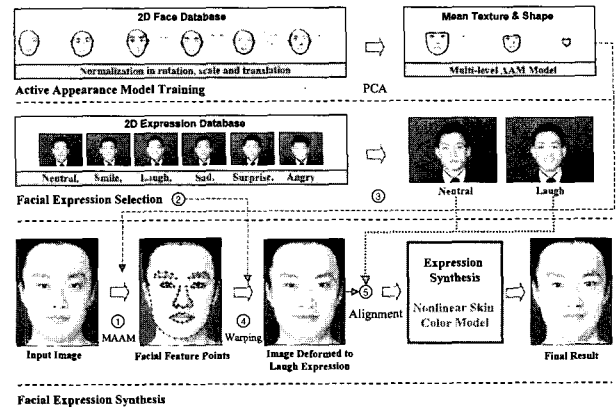 2D Face Database
Normalization in rotation, scale and translation
Active Appearance Model Training
PCA
Mean Texture & Shape
Multi-level AAM Model
2D Expression Database
Neutral, Smile, Laugh, Sad, Surprise, Angry
Facial Expression Selection ②
③
Neutral
Laugh
①
MAAM
④
Warping
⑤
Alignment
Expression
Synthesis
Nonlinear Skin
Color Model
Input Image
Facial Feature Points
Image Deformed to
Laugh Expression
Final Result
Facial Expression Synthesis